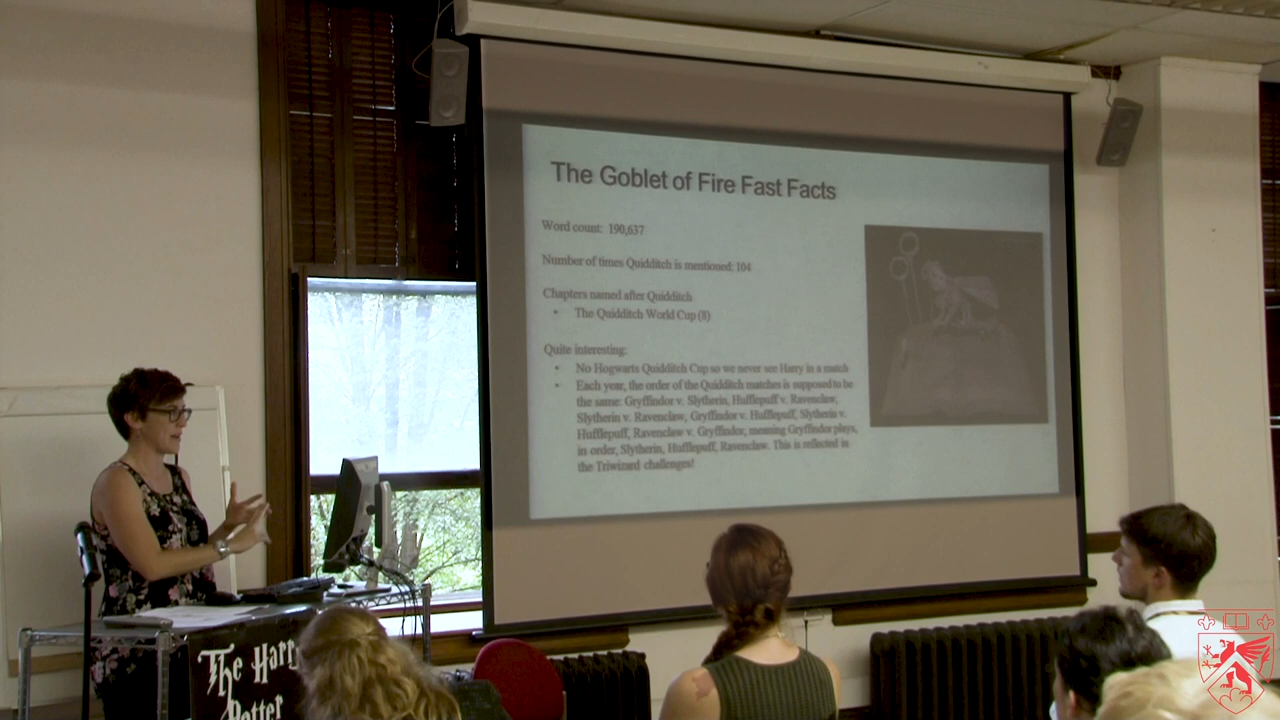 The Goblet of Fire Fast Facts
Word count: 190,637
Number of times Quidditch is mentioned: 104
Chapters named after Quidditch
• The Quidditch World Cup (8)
Quite interesting:
• No Hogwarts Quidditch Cup so we never see Harry in a match
• Each year, the order of the Quidditch matches is supposed to be
the same: Gryffindor v. Slytherin, Hufflepuff v. Ravenclaw,
Slytherin v. Ravenclaw, Gryffindor v. Hufflepuff, Slytherin v.
Hufflepuff, Ravenclaw v. Gryffindor, meaning Gryffindor plays,
in order, Slytherin, Hufflepuff, Ravenclaw. This is reflected in
the Triwizard challenges!
The Harr
Potter